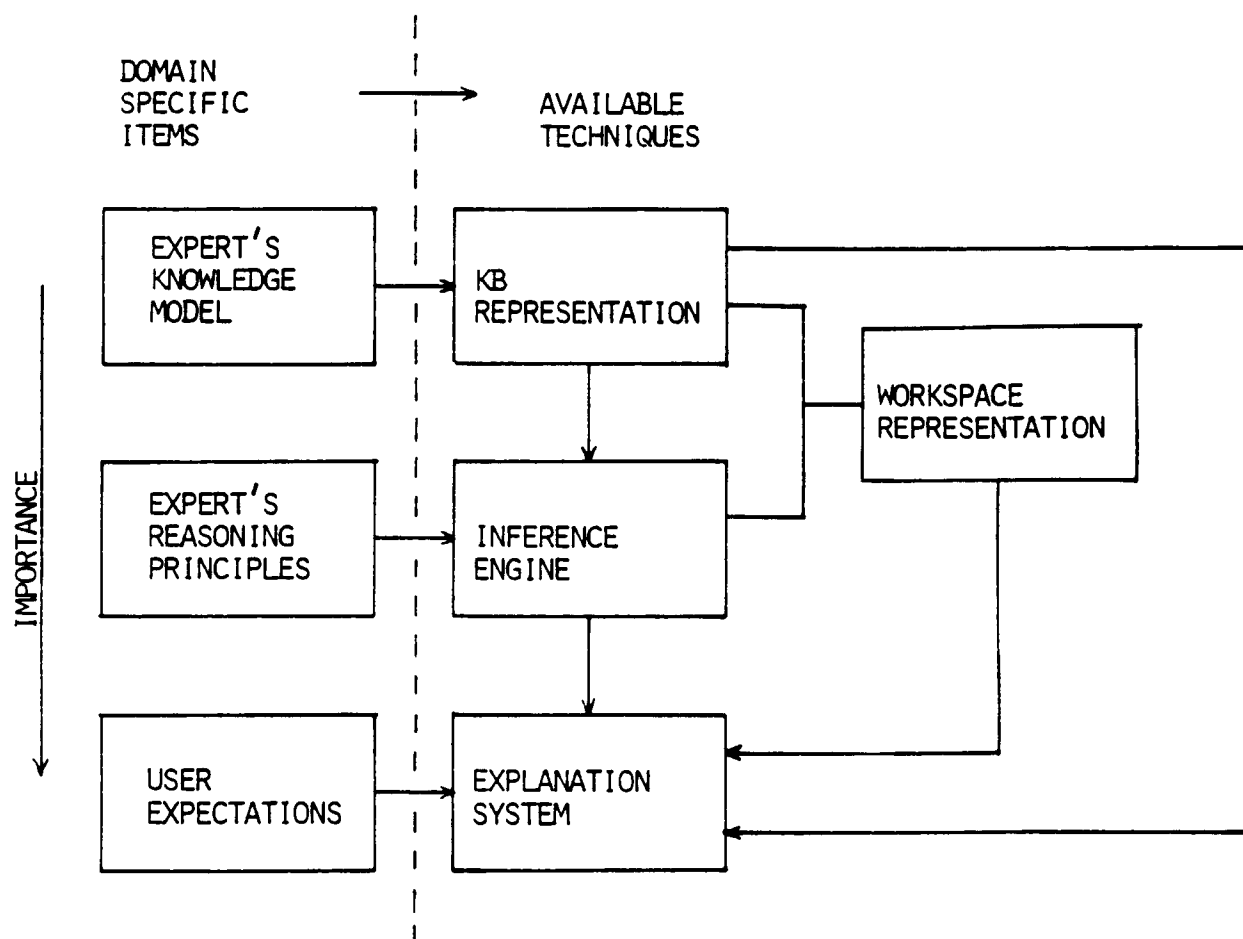 DOMAIN
SPECIFIC
ITEMS
AVAILABLE
TECHNIQUES
EXPERT'S
KNOWLEDGE
MODEL
KB
REPRESENTATION
WORKSPACE
REPRESENTATION
IMPORTANCE
EXPERT'S
REASONING
PRINCIPLES
INFERENCE
ENGINE
USER
EXPECTATIONS
EXPLANATION
SYSTEM